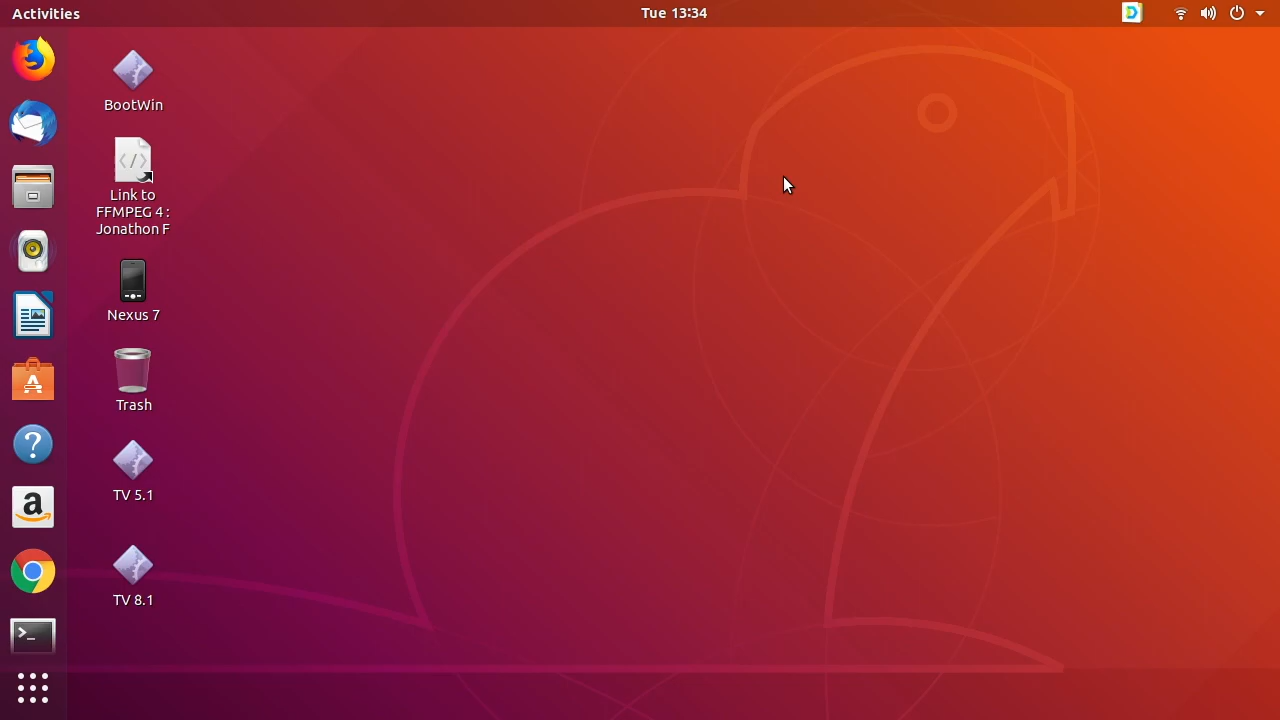 Activities
Tue 13:34
BootWin
Link to
FFMPEG 4 :
Jonathon F
Nexus 7
Trash
TV 5.1
TV 8.1